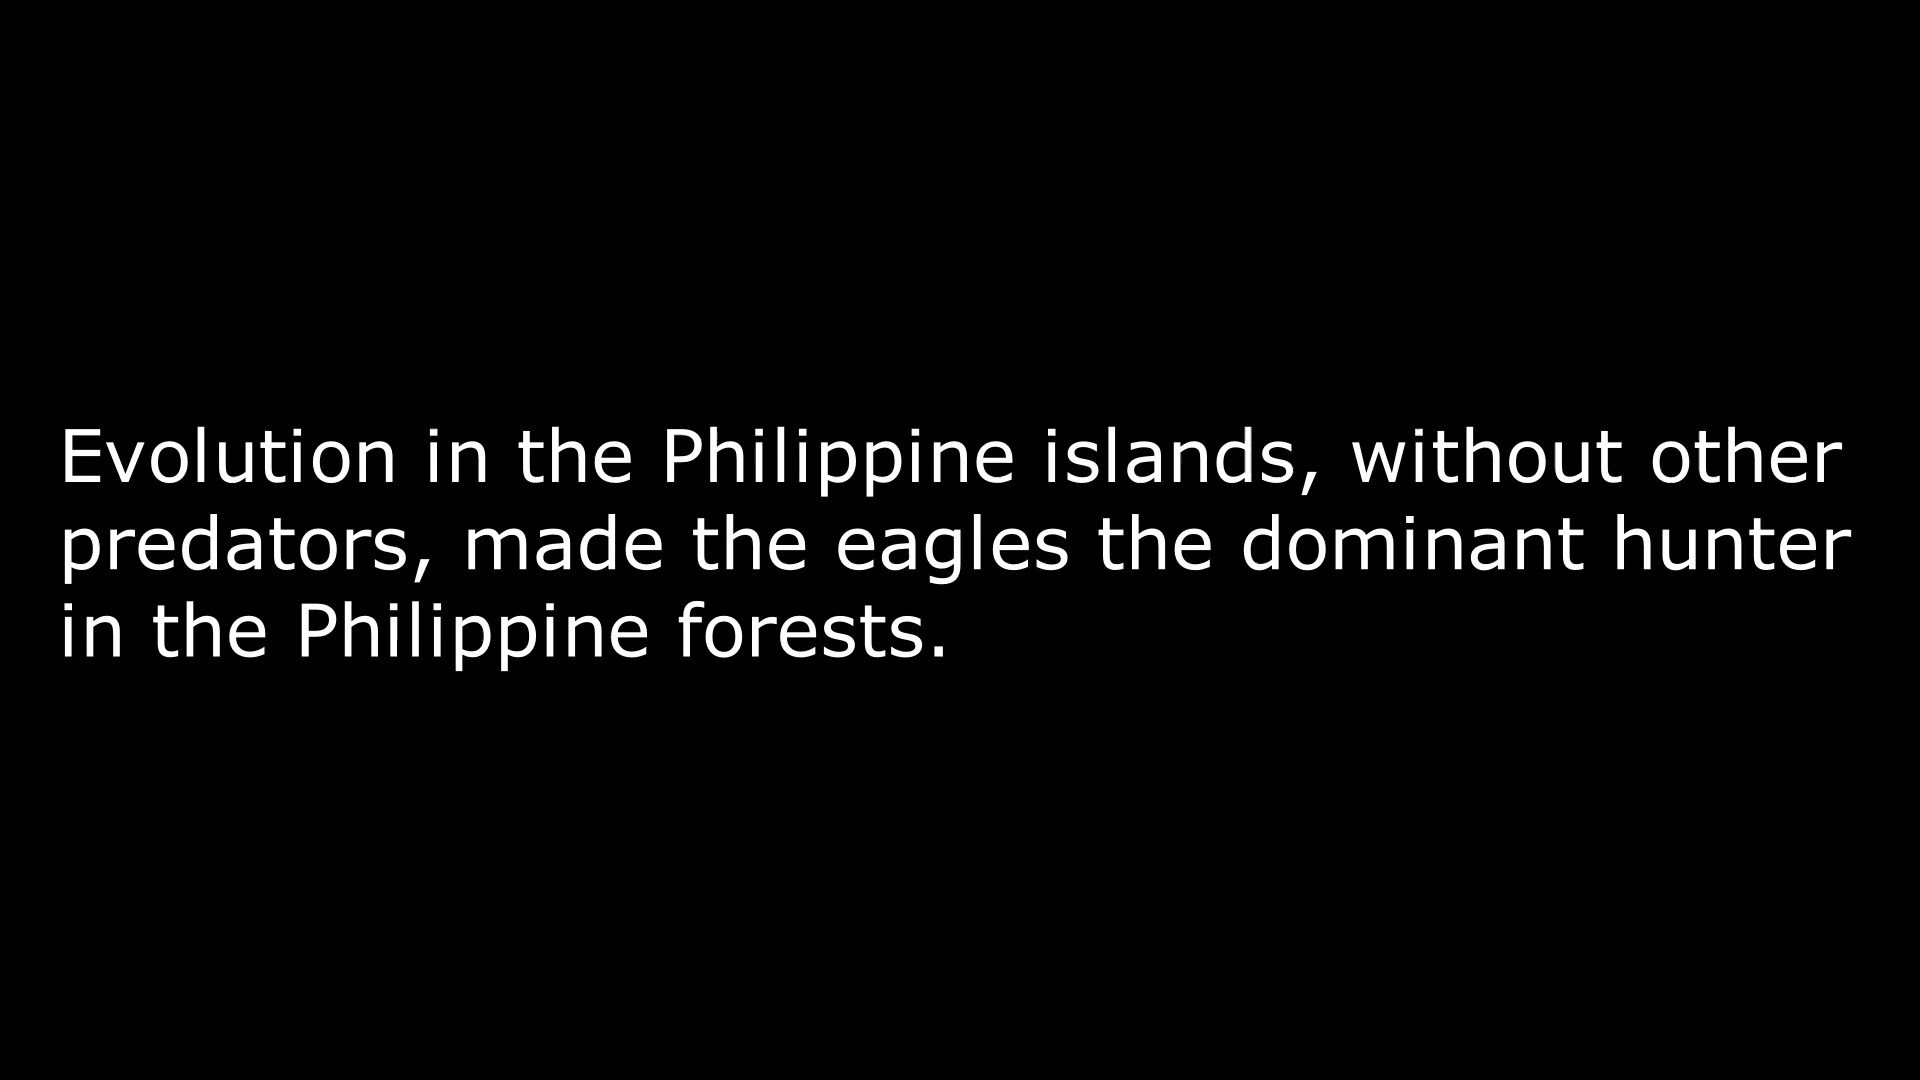 Evolution in the Philippine islands, without other
predators, made the eagles the dominant hunter
in the Philippine forests.